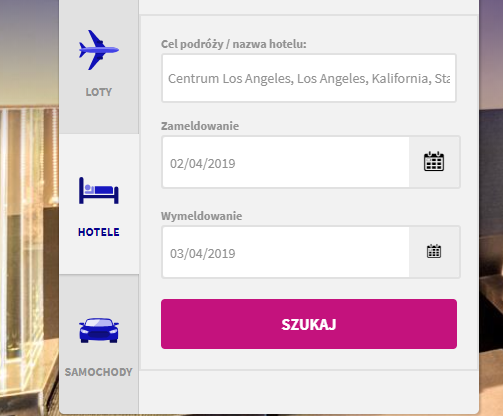 LOTY
HOTELE
SAMOCHODY
Cel podróży / nazwa hotelu:
Centrum Los Angeles, Los Angeles, Kalifornia, Sta
Zameldowanie
02/04/2019
Wymeldowanie
03/04/2019
SZUKAJ